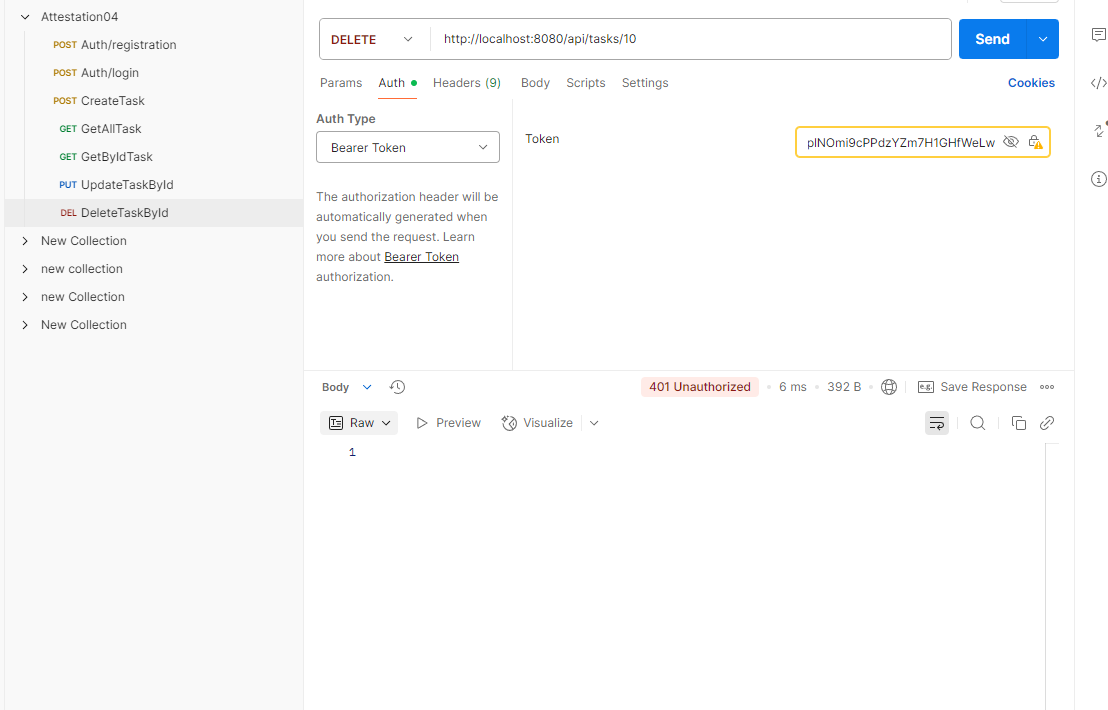 Attestation04
POST Auth/registration
POST Auth/login
POST CreateTask
GET GetAllTask
GET GetByIdTask
PUT UpdateTaskById
DEL DeleteTaskById
New Collection
new collection
new Collection
New Collection
DELETE http://localhost:8080/api/tasks/10 Send
Params Auth Headers (9) Body Scripts Settings Cookies
Auth Type
Bearer Token
The authorization header will be
automatically generated when
you send the request. Learn
more about Bearer Token
authorization.
Token plNOmi9cPPdzYZm7H1GHfWeLw
Body 401 Unauthorized 6 ms 392 B e.g. Save Response
Raw Preview Visualize
1